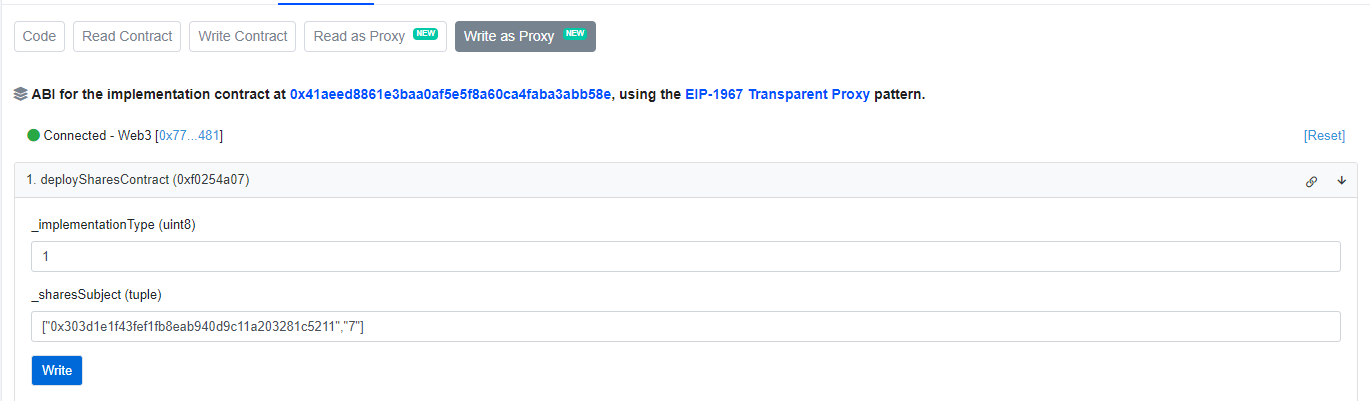 Code Read Contract Write Contract Read as Proxy NEW Write as Proxy NEW
ABI for the implementation contract at 0x41aeed8861e3baa0af5e5f8a60ca4faba3abb58e, using the EIP-1967 Transparent Proxy pattern.
Connected - Web3 [0x77...481] [Reset]
1. deploySharesContract (0xf0254a07)
_implementationType (uint8)
1
_sharesSubject (tuple)
["0x303d1e1f43fef1fb8eab940d9c11a203281c5211","7"]
Write